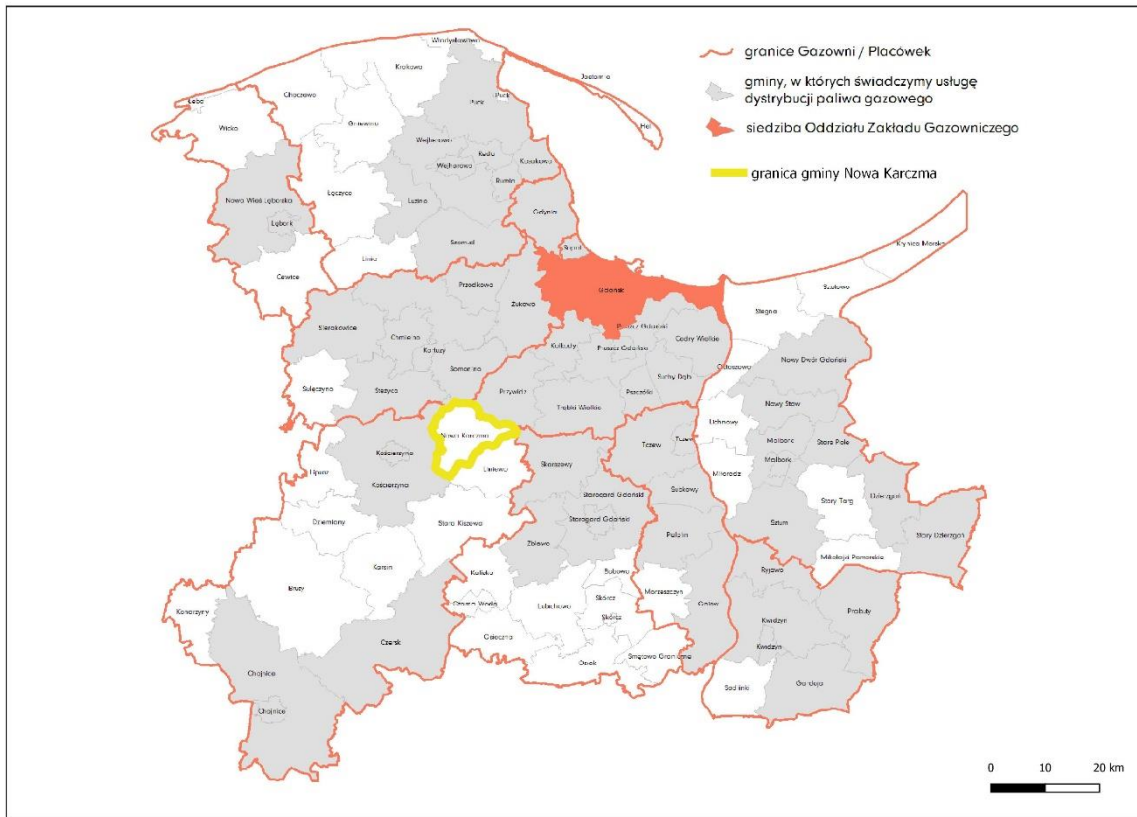 granice Gazowni / Placówek
gminy, w których świadczymy usługę
dystrybucji paliwa gazowego
siedziba Oddziału Zakładu Gazowniczego
granica gminy Nowa Karczma
Krokowa
Jastarnia
Hel
Puck
Puck
Łeba
Choczewo
Wicko
Gniewino
Wejherowo
Reda
Wejherowo
Rumia
Kosakowo
Łęczyce
Luzino
Gdynia
Nowa Wieś Lęborska
Lębork
Szemud
Sopot
Linia
Cewice
Krynica Morska
Sztutowo
Stegna
Gdańsk
Przodkowo
Żukowo
Sierakowice
Chmielno
Kartuzy
Somonino
Stężyca
Sulęczyno
Kolbudy
Pruszcz Gdański
Pruszcz Gdański
Cedry Wielkie
Suchy Dąb
Przywidz
Pszczółki
Trąbki Wielkie
Ostaszewo
Nowy Dwór Gdański
Nowy Staw
Lichnowy
Malbork
Malbork
Stare Pole
Miłoradz
Nowa Karczma
Kościerzyna
Kościerzyna
Liniewo
Lipusz
Dziemiany
Stara Kiszewa
Karsin
Brusy
Skarszewy
Starogard Gdański
Starogard Gdański
Zblewo
Tczew
Tczew
Subkowy
Pelplin
Morzeszczyn
Gniew
Sztum
Stary Targ
Dzierzgoń
Stary Dzierzgoń
Mikołajki Pomorskie
Ryjewo
Kwidzyn
Kwidzyn
Prabuty
Gardeja
Sadlinki
Kaliska
Czarna Woda
Osieczna
Lubichowo
Bobowo
Skórcz
Skórcz
Osiek
Smętowo Graniczne
Konarzyny
Chojnice
Chojnice
Czersk
0 10 20 km